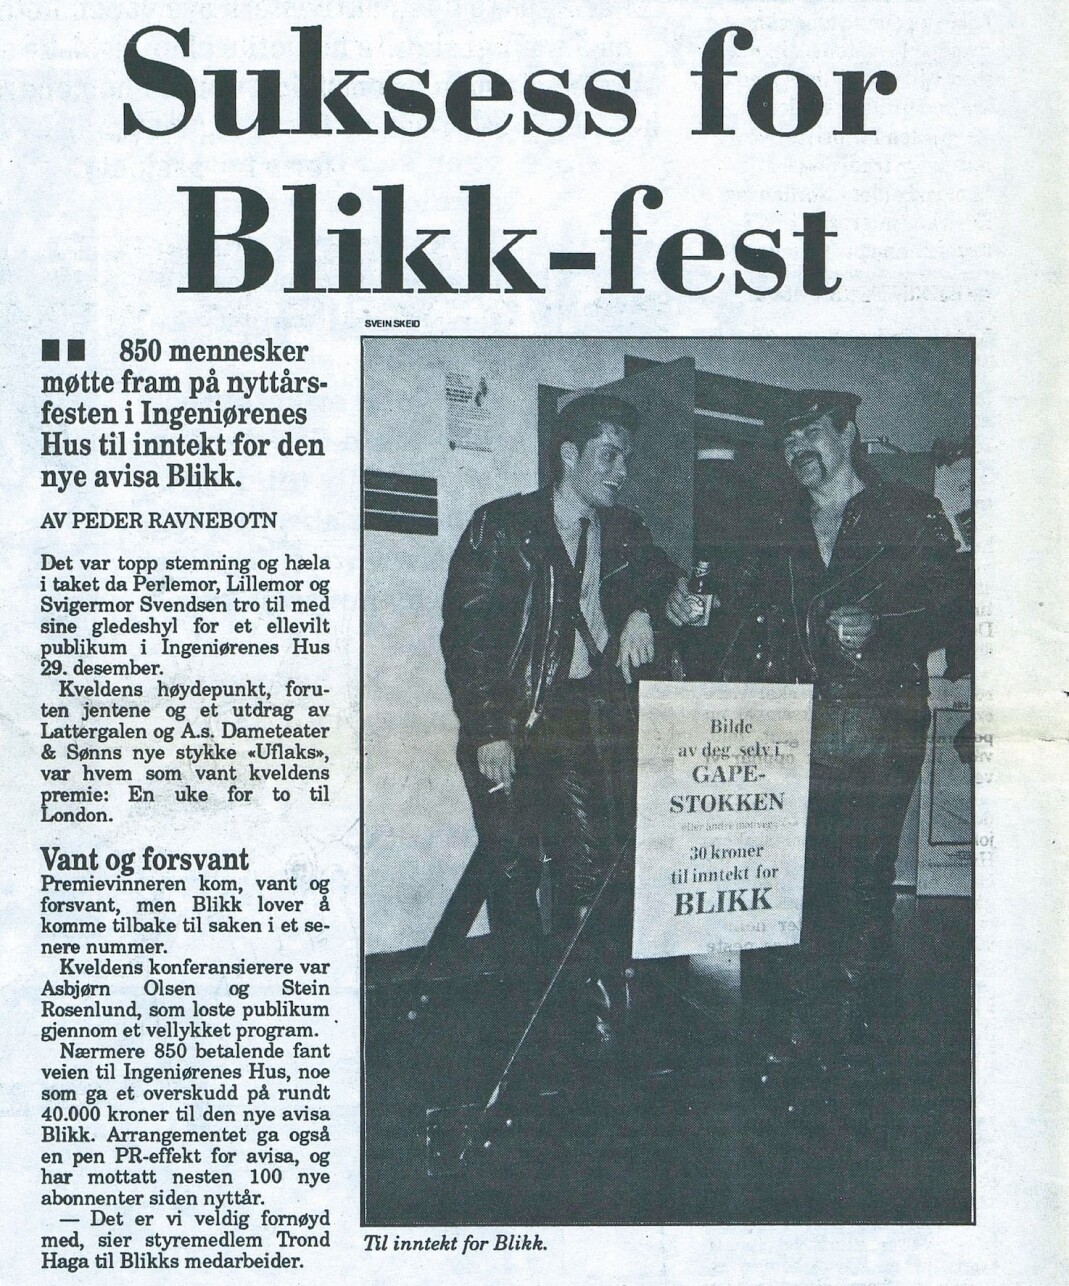 Suksess for
Blikk-fest
SVEIN SKEID
850 mennesker
møtte fram på nyttårs-
festen i Ingeniørenes
Hus til inntekt for den
nye avisa Blikk.
AV PEDER RAVNEBOTN
Det var topp stemning og hæla
i taket da Perlemor, Lillemor og
Svigermor Svendsen tro til med
sine gledeshyl for et ellevilt
publikum i Ingeniørenes Hus
29. desember.
Kveldens høydepunkt, foru-
ten jentene og et utdrag av
Lattergalen og A.s. Dameteater
& Sønns nye stykke «Uflaks»,
var hvem som vant kveldens
premie: En uke for to til
London.
Vant og forsvant
Premievinneren kom, vant og
forsvant, men Blikk lover å
komme tilbake til saken i et se-
nere nummer.
Kveldens konferansierere var
Asbjørn Olsen og Stein
Rosenlund, som loste publikum
gjennom et vellykket program.
Nærmere 850 betalende fant
veien til Ingeniørenes Hus, noe
som ga et overskudd på rundt
40.000 kroner til den nye avisa
Blikk. Arrangementet ga også
en pen PR-effekt for avisa, og
har mottatt nesten 100 nye
abonnenter siden nyttår.
— Det er vi veldig fornøyd
med, sier styremedlem Trond
Haga til Blikks medarbeider.
Bilde
av deg selv i
GAPE-
STOKKEN
eller andre motiver
30 kroner
til inntekt for
BLIKK
Til inntekt for Blikk.